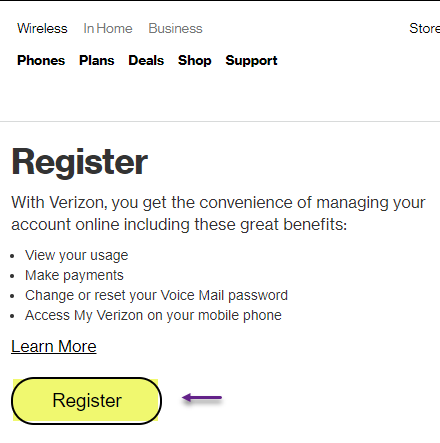 Wireless In Home Business Store
Phones Plans Deals Shop Support
Register
With Verizon, you get the convenience of managing your
account online including these great benefits:
• View your usage
• Make payments
• Change or reset your Voice Mail password
• Access My Verizon on your mobile phone
Learn More
Register